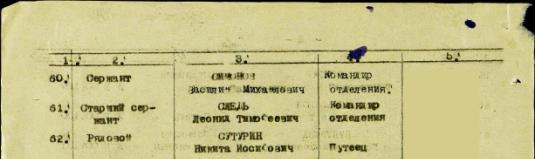 1. 2. 3. 4. 5.
60. Сержант СИМОНОВ Командир
Василий Михайлович отделения.
61. Старший сер- СЛЕДЬ Командир
жант Леонид Тимофеевич отделения
62. Рядовой СУТУРИН
Никита Иосифович Путеец